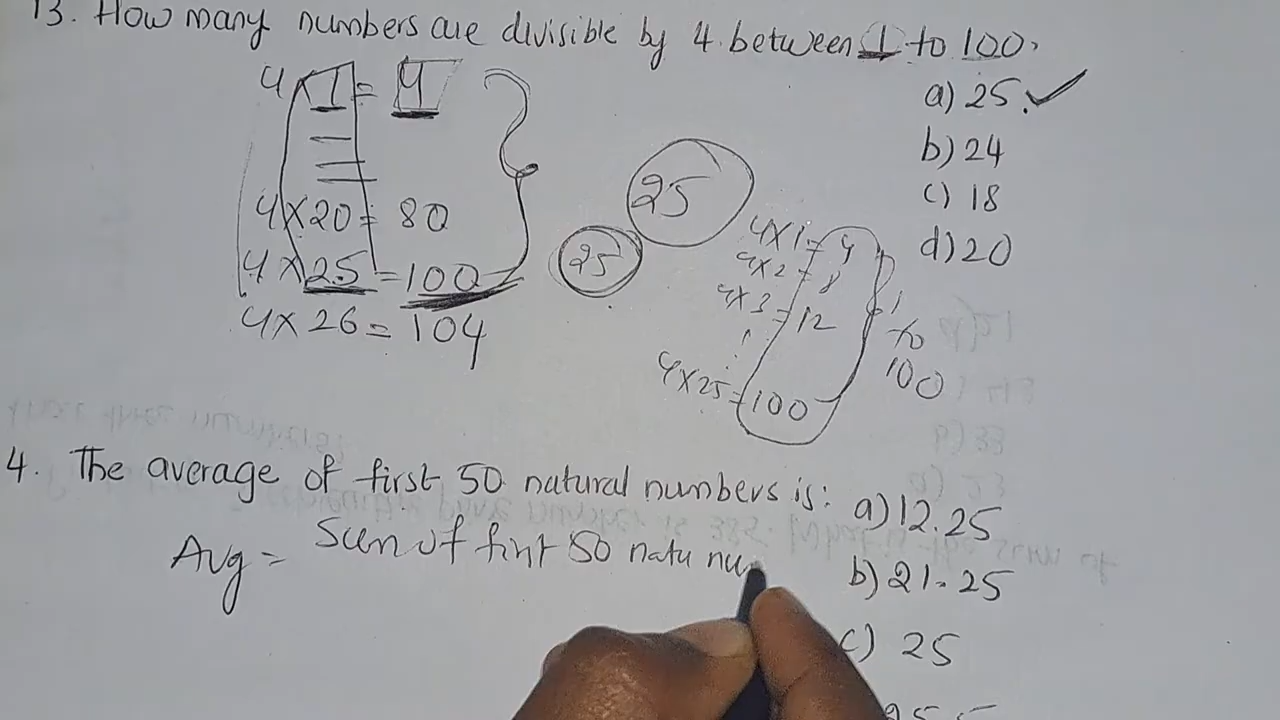 13. How many numbers are divisible by 4 between 1 to 100.
4 × 1 = 4
a) 25. ✓
b) 24
c) 18
d) 20
4×20 = 80
4×25 = 100
4×26 = 104
25
25
4×1 = 4
4×2 = 8
4×3 = 12
4×25 = 100
1 to 100
4. The average of first 50 natural numbers is:
a) 12.25
b) 21.25
c) 25
Avg = Sum of first 50 natu nu